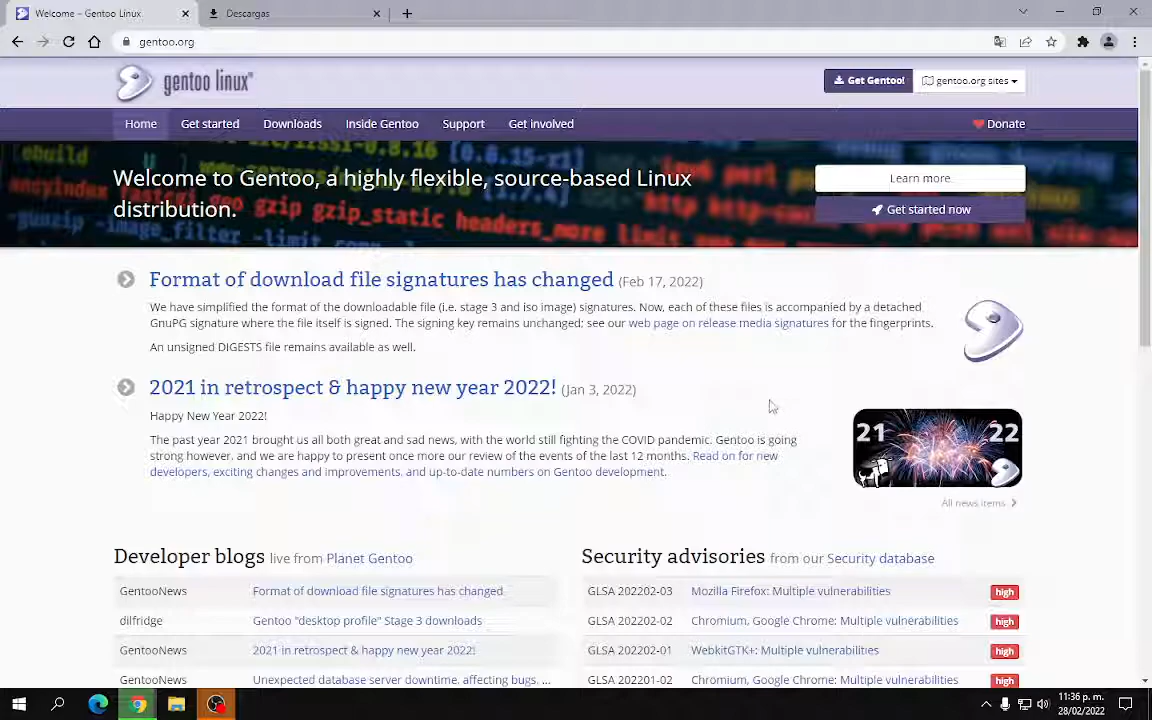 Welcome – Gentoo Linux
Descargas
gentoo.org
gentoo linux
Get Gentoo!
gentoo.org sites
Home
Get started
Downloads
Inside Gentoo
Support
Get involved
Donate
Welcome to Gentoo, a highly flexible, source-based Linux
distribution.
Learn more
Get started now
Format of download file signatures has changed (Feb 17, 2022)
We have simplified the format of the downloadable file (i.e. stage 3 and iso image) signatures. Now, each of these files is accompanied by a detached
GnuPG signature where the file itself is signed. The signing key remains unchanged; see our web page on release media signatures for the fingerprints.
An unsigned DIGESTS file remains available as well.
2021 in retrospect & happy new year 2022! (Jan 3, 2022)
Happy New Year 2022!
The past year 2021 brought us all both great and sad news, with the world still fighting the COVID pandemic. Gentoo is going
strong however, and we are happy to present once more our review of the events of the last 12 months. Read on for new
developers, exciting changes and improvements, and up-to-date numbers on Gentoo development.
21 22
All news items
Developer blogs live from Planet Gentoo
GentooNews Format of download file signatures has changed
dilfridge Gentoo "desktop profile" Stage 3 downloads
GentooNews 2021 in retrospect & happy new year 2022!
GentooNews Unexpected database server downtime, affecting bugs, ...
Security advisories from our Security database
GLSA 202202-03 Mozilla Firefox: Multiple vulnerabilities high
GLSA 202202-02 Chromium, Google Chrome: Multiple vulnerabilities high
GLSA 202202-01 WebkitGTK+: Multiple vulnerabilities high
GLSA 202201-02 Chromium, Google Chrome: Multiple vulnerabilities high
11:36 p. m.
28/02/2022